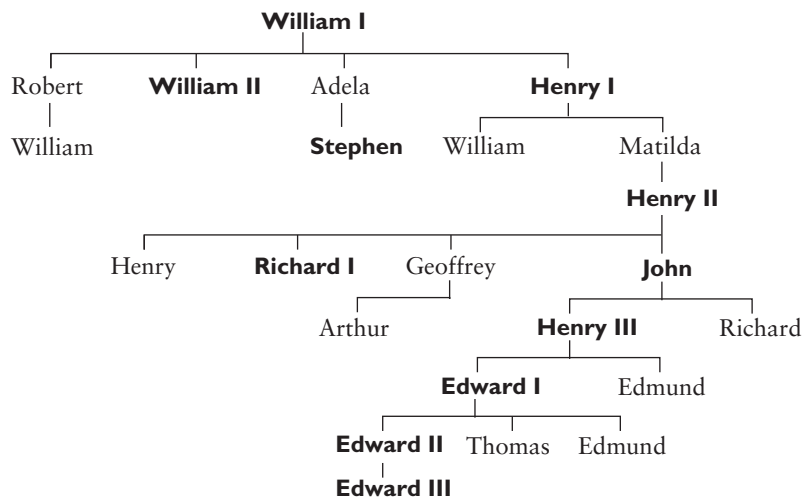 William I
Robert William II Adela Henry I
William Stephen William Matilda
Henry II
Henry Richard I Geoffrey John
Arthur Henry III Richard
Edward I Edmund
Edward II Thomas Edmund
Edward III